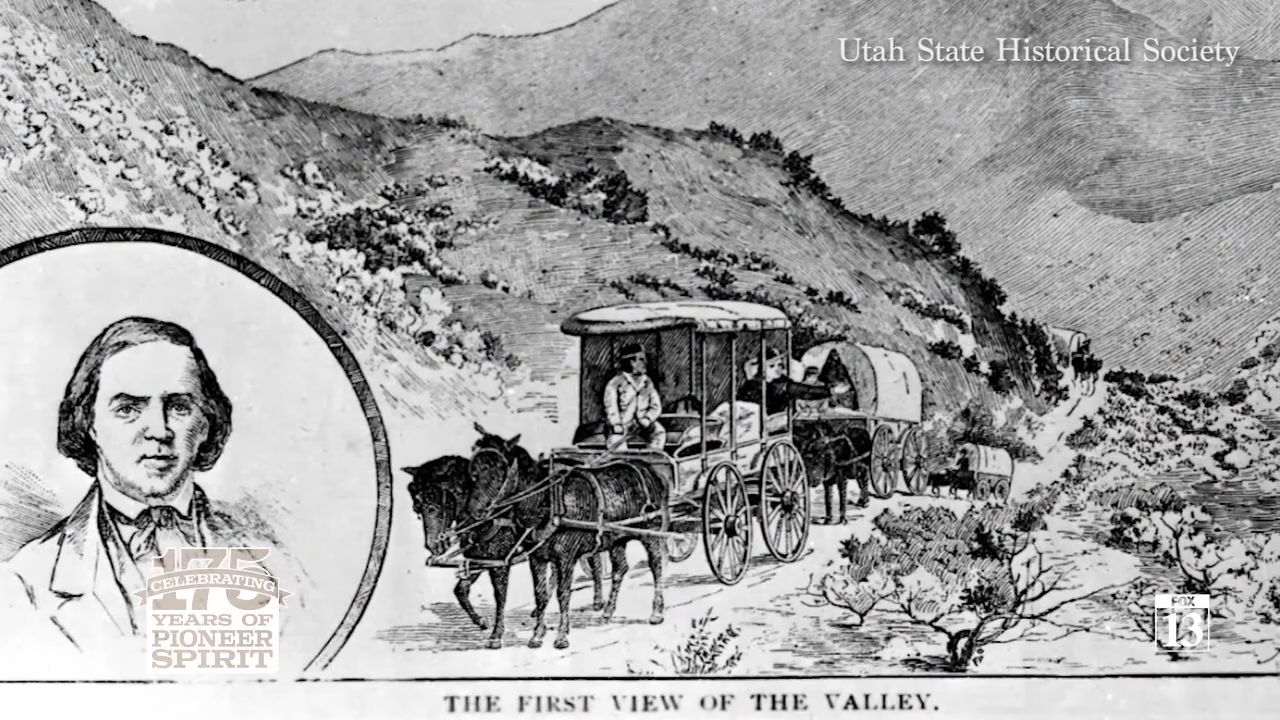 Utah State Historical Society
175
CELEBRATING
YEARS OF
PIONEER
SPIRIT
FOX
13
THE FIRST VIEW OF THE VALLEY.